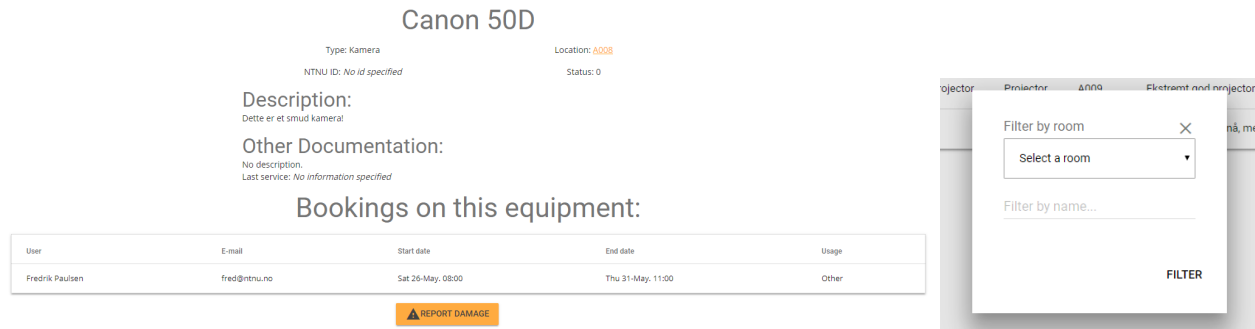 Canon 50D
Type: Kamera Location: A008
NTNU ID: No id specified Status: 0
Description:
Dette er et smud kamera!
Other Documentation:
No description.
Last service: No information specified
Bookings on this equipment:
User E-mail Start date End date Usage
Fredrik Paulsen fred@ntnu.no Sat 26-May. 08:00 Thu 31-May. 11:00 Other
REPORT DAMAGE
rojector Projector A009 Ekstremt god projector
nå, me
Filter by room
Select a room
Filter by name...
FILTER